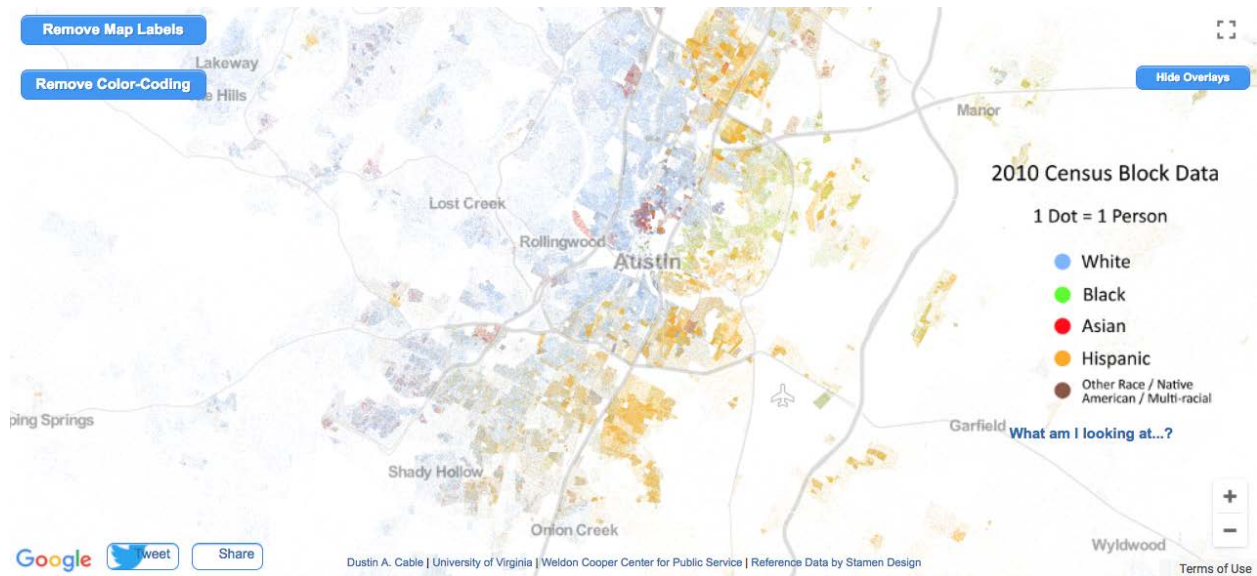 Remove Map Labels
Lakeway
Remove Color-Coding
Hills
Hide Overlays
Manor
2010 Census Block Data
1 Dot = 1 Person
White
Black
Asian
Hispanic
Other Race / Native
American / Multi-racial
What am I looking at...?
Lost Creek
Rollingwood
Austin
ping Springs
Garfield
Shady Hollow
Onion Creek
Wyldwood
+
−
Google
Tweet
Share
Dustin A. Cable | University of Virginia | Weldon Cooper Center for Public Service | Reference Data by Stamen Design
Terms of Use